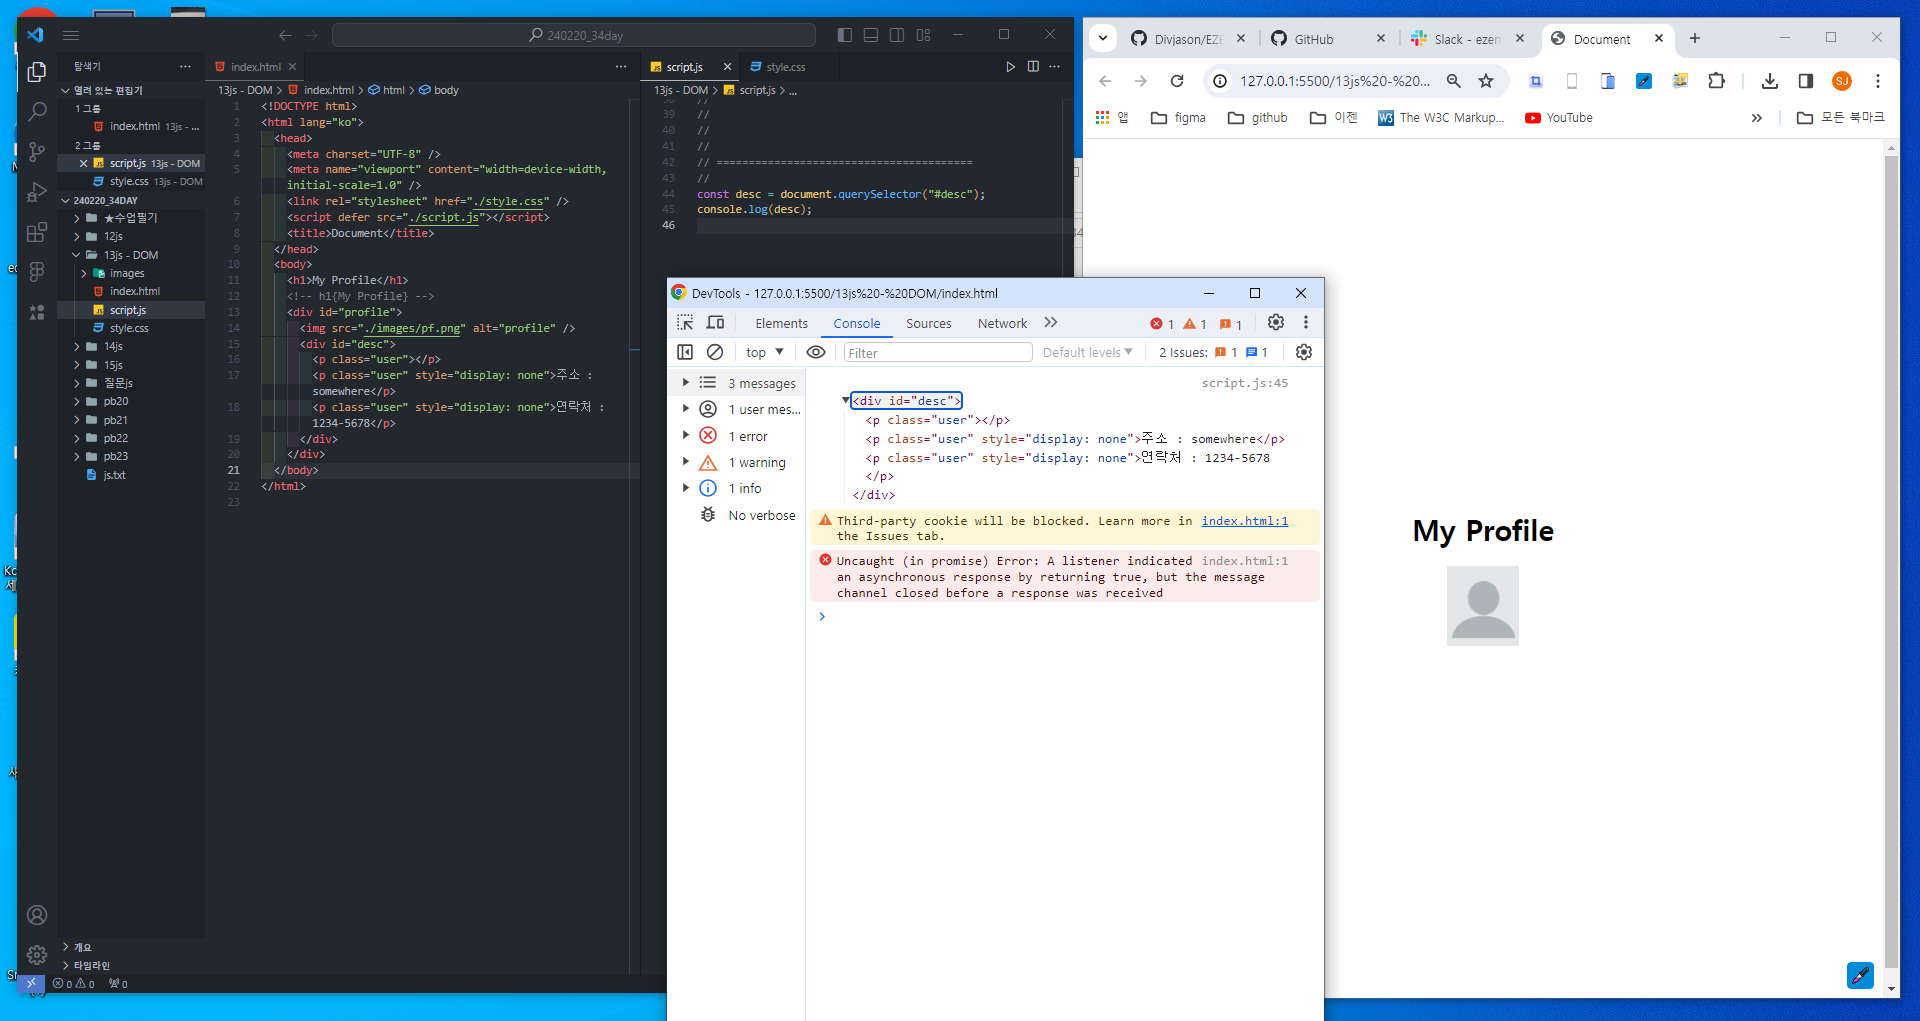 240220_34day
탐색기
열려 있는 편집기
1 그룹
index.html 13js - ...
2 그룹
script.js 13js - DOM
style.css 13js - DOM
240220_34DAY
★수업필기
12js
13js - DOM
images
index.html
script.js
style.css
14js
15js
질문js
pb20
pb21
pb22
pb23
js.txt
개요
타임라인
0 0 0
index.html
13js - DOM > index.html > html > body
1 <!DOCTYPE html>
2 <html lang="ko">
3 <head>
4 <meta charset="UTF-8" />
5 <meta name="viewport" content="width=device-width,
initial-scale=1.0" />
6 <link rel="stylesheet" href="./style.css" />
7 <script defer src="./script.js"></script>
8 <title>Document</title>
9 </head>
10 <body>
11 <h1>My Profile</h1>
12 <!-- h1{My Profile} -->
13 <div id="profile">
14 <img src="./images/pf.png" alt="profile" />
15 <div id="desc">
16 <p class="user"></p>
17 <p class="user" style="display: none">주소 :
somewhere</p>
18 <p class="user" style="display: none">연락처 :
1234-5678</p>
19 </div>
20 </div>
21 </body>
22 </html>
23
script.js style.css
13js - DOM > script.js > ...
38 //
39 //
40 //
41 //
42 // ========================================
43 //
44 const desc = document.querySelector("#desc");
45 console.log(desc);
46
DevTools - 127.0.0.1:5500/13js%20-%20DOM/index.html
Elements Console Sources Network 1 1 1
top Filter Default levels 2 Issues: 1 1
3 messages
1 user mes...
1 error
1 warning
1 info
No verbose
script.js:45
<div id="desc">
<p class="user"></p>
<p class="user" style="display: none">주소 : somewhere</p>
<p class="user" style="display: none">연락처 : 1234-5678
</p>
</div>
Third-party cookie will be blocked. Learn more in index.html:1
the Issues tab.
Uncaught (in promise) Error: A listener indicated index.html:1
an asynchronous response by returning true, but the message
channel closed before a response was received
Divjason/EZE GitHub Slack - ezen Document
127.0.0.1:5500/13js%20-%20... SJ
앱 figma github 이젠 W3 The W3C Markup... YouTube 모든 북마크
My Profile